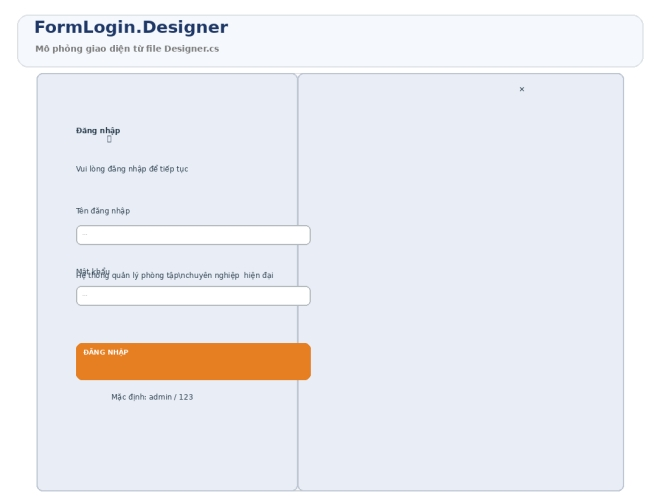 FormLogin.Designer
Mô phỏng giao diện từ file Designer.cs
×
Đăng nhập
Vui lòng đăng nhập để tiếp tục
Tên đăng nhập
Mật khẩu
Hệ thống quản lý phòng tập\nchuyên nghiệp  hiện đại
ĐĂNG NHẬP
Mặc định: admin / 123